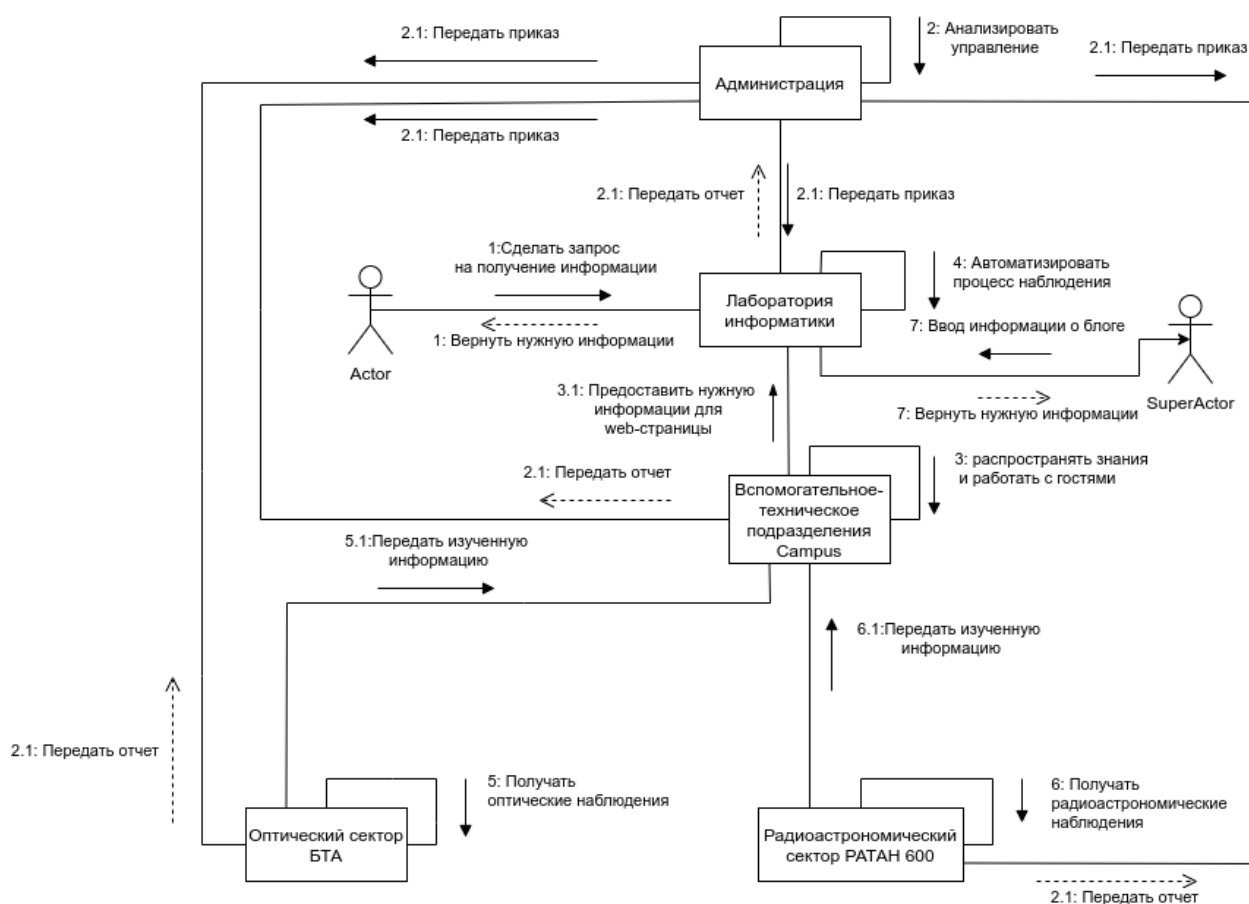 2.1: Передать приказ
2: Анализировать
управление
2.1: Передать приказ
Администрация
2.1: Передать приказ
2.1: Передать отчет
2.1: Передать приказ
1:Сделать запрос
на получение информации
4: Автоматизировать
процесс наблюдения
Лаборатория
информатики
7: Ввод информации о блоге
1: Вернуть нужную информации
Actor
3.1: Предоставить нужную
информации для
web-страницы
7: Вернуть нужную информации
SuperActor
2.1: Передать отчет
3: распространять знания
и работать с гостями
Вспомогательное-
техническое
подразделения
Campus
5.1:Передать изученную
информацию
6.1:Передать изученную
информацию
2.1: Передать отчет
5: Получать
оптические наблюдения
6: Получать
радиоастрономические
наблюдения
Оптический сектор
БТА
Радиоастрономический
сектор РАТАН 600
2.1: Передать отчет